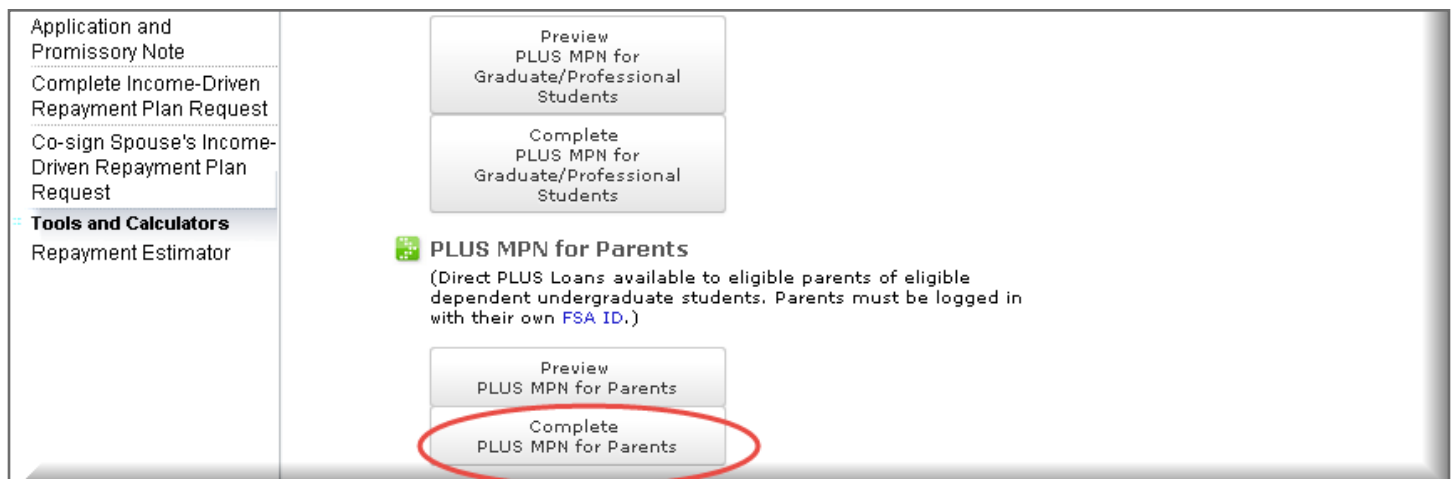 Application and
Promissory Note
Complete Income-Driven
Repayment Plan Request
Co-sign Spouse's Income-
Driven Repayment Plan
Request
Tools and Calculators
Repayment Estimator
Preview
PLUS MPN for
Graduate/Professional
Students
Complete
PLUS MPN for
Graduate/Professional
Students
PLUS MPN for Parents
(Direct PLUS Loans available to eligible parents of eligible
dependent undergraduate students. Parents must be logged in
with their own FSA ID.)
Preview
PLUS MPN for Parents
Complete
PLUS MPN for Parents